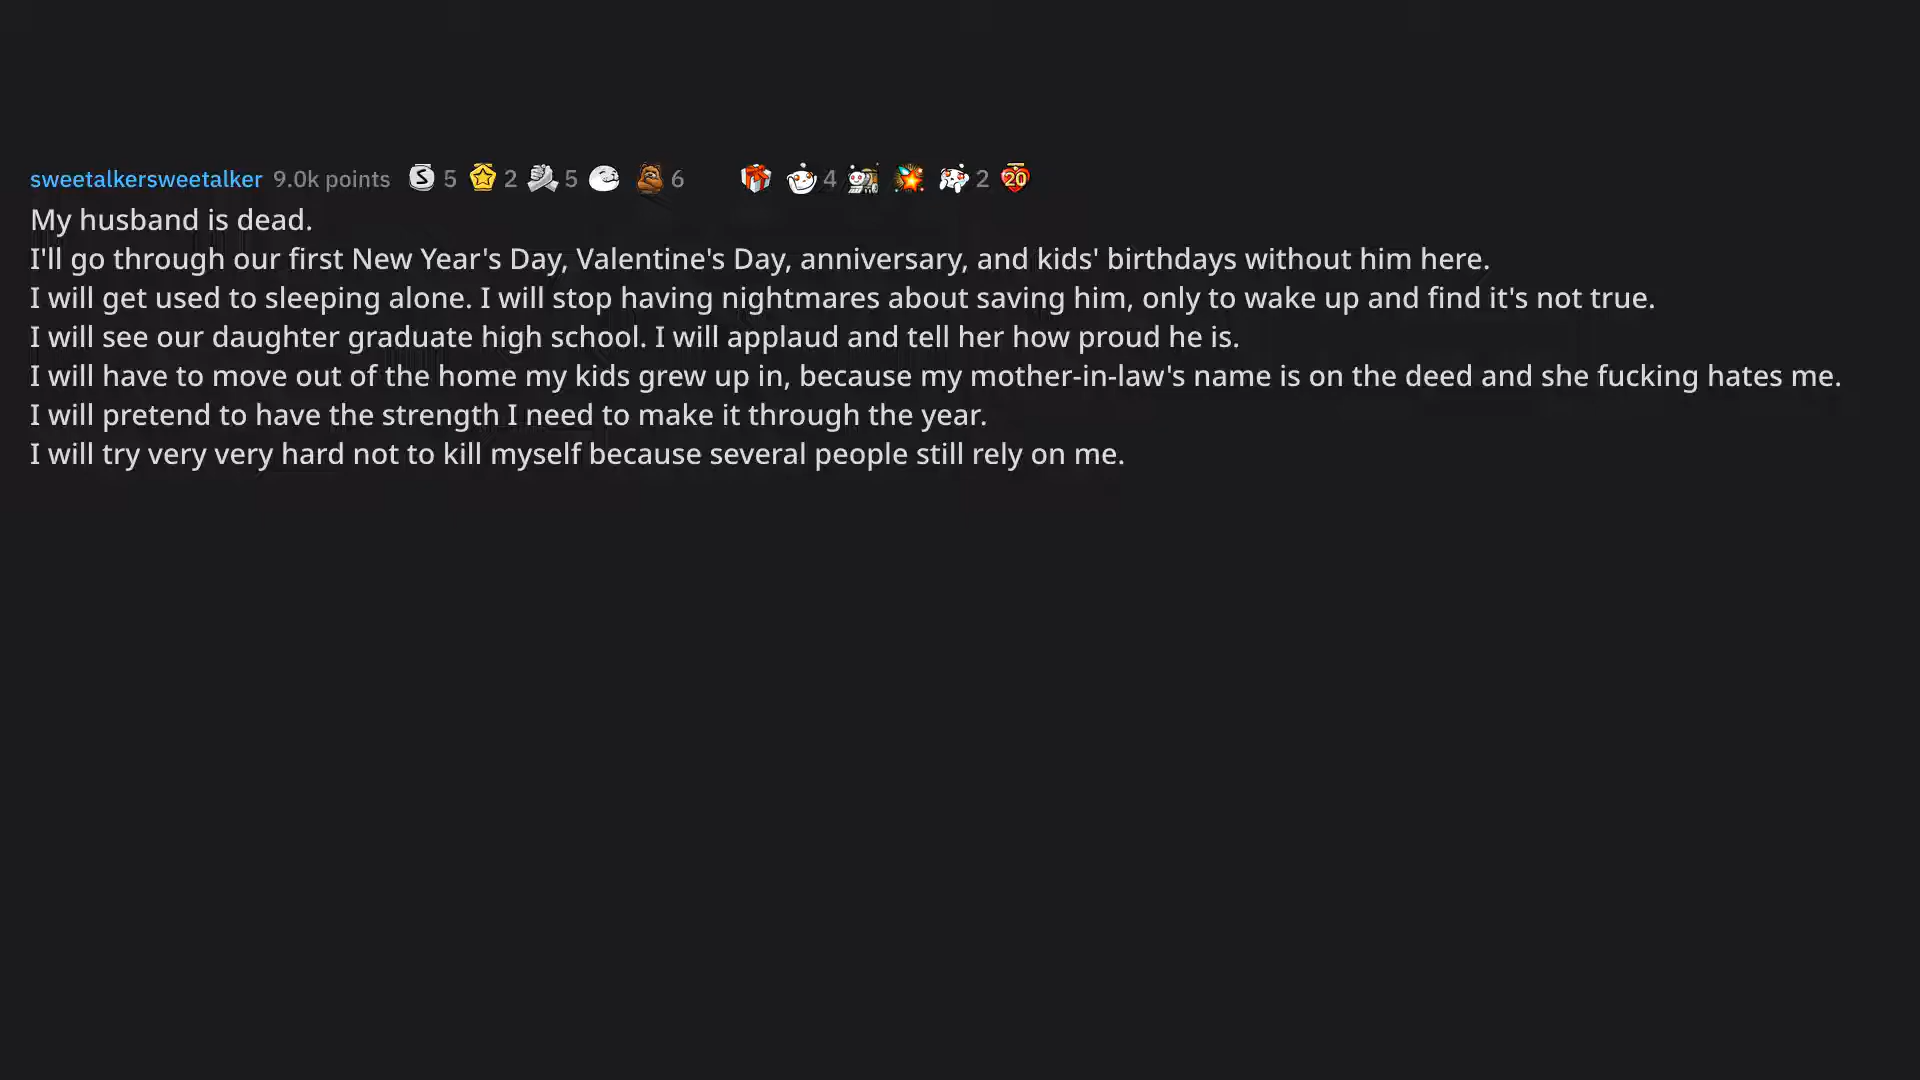 sweetalkersweetalker 9.0k points S 5 2 5 6 4 2 20
My husband is dead.
I'll go through our first New Year's Day, Valentine's Day, anniversary, and kids' birthdays without him here.
I will get used to sleeping alone. I will stop having nightmares about saving him, only to wake up and find it's not true.
I will see our daughter graduate high school. I will applaud and tell her how proud he is.
I will have to move out of the home my kids grew up in, because my mother-in-law's name is on the deed and she fucking hates me.
I will pretend to have the strength I need to make it through the year.
I will try very very hard not to kill myself because several people still rely on me.